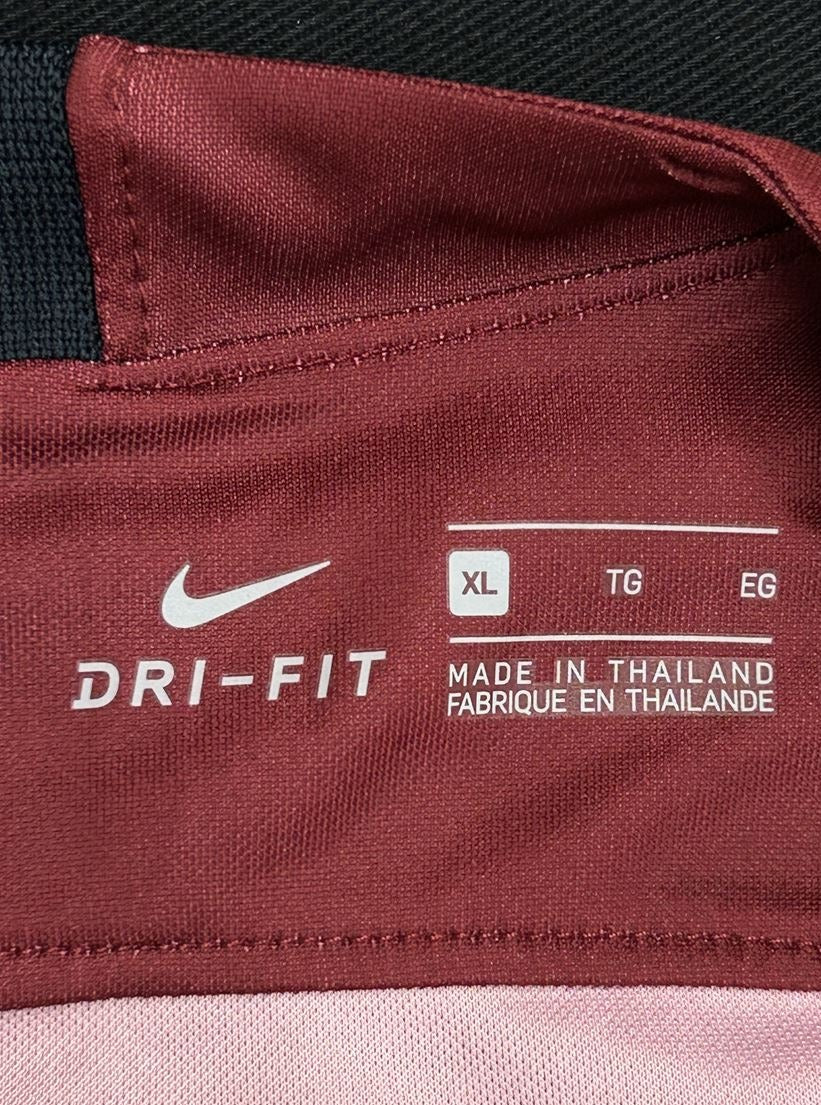 DRI-FIT
XL TG EG
MADE IN THAILAND
FABRIQUE EN THAILANDE